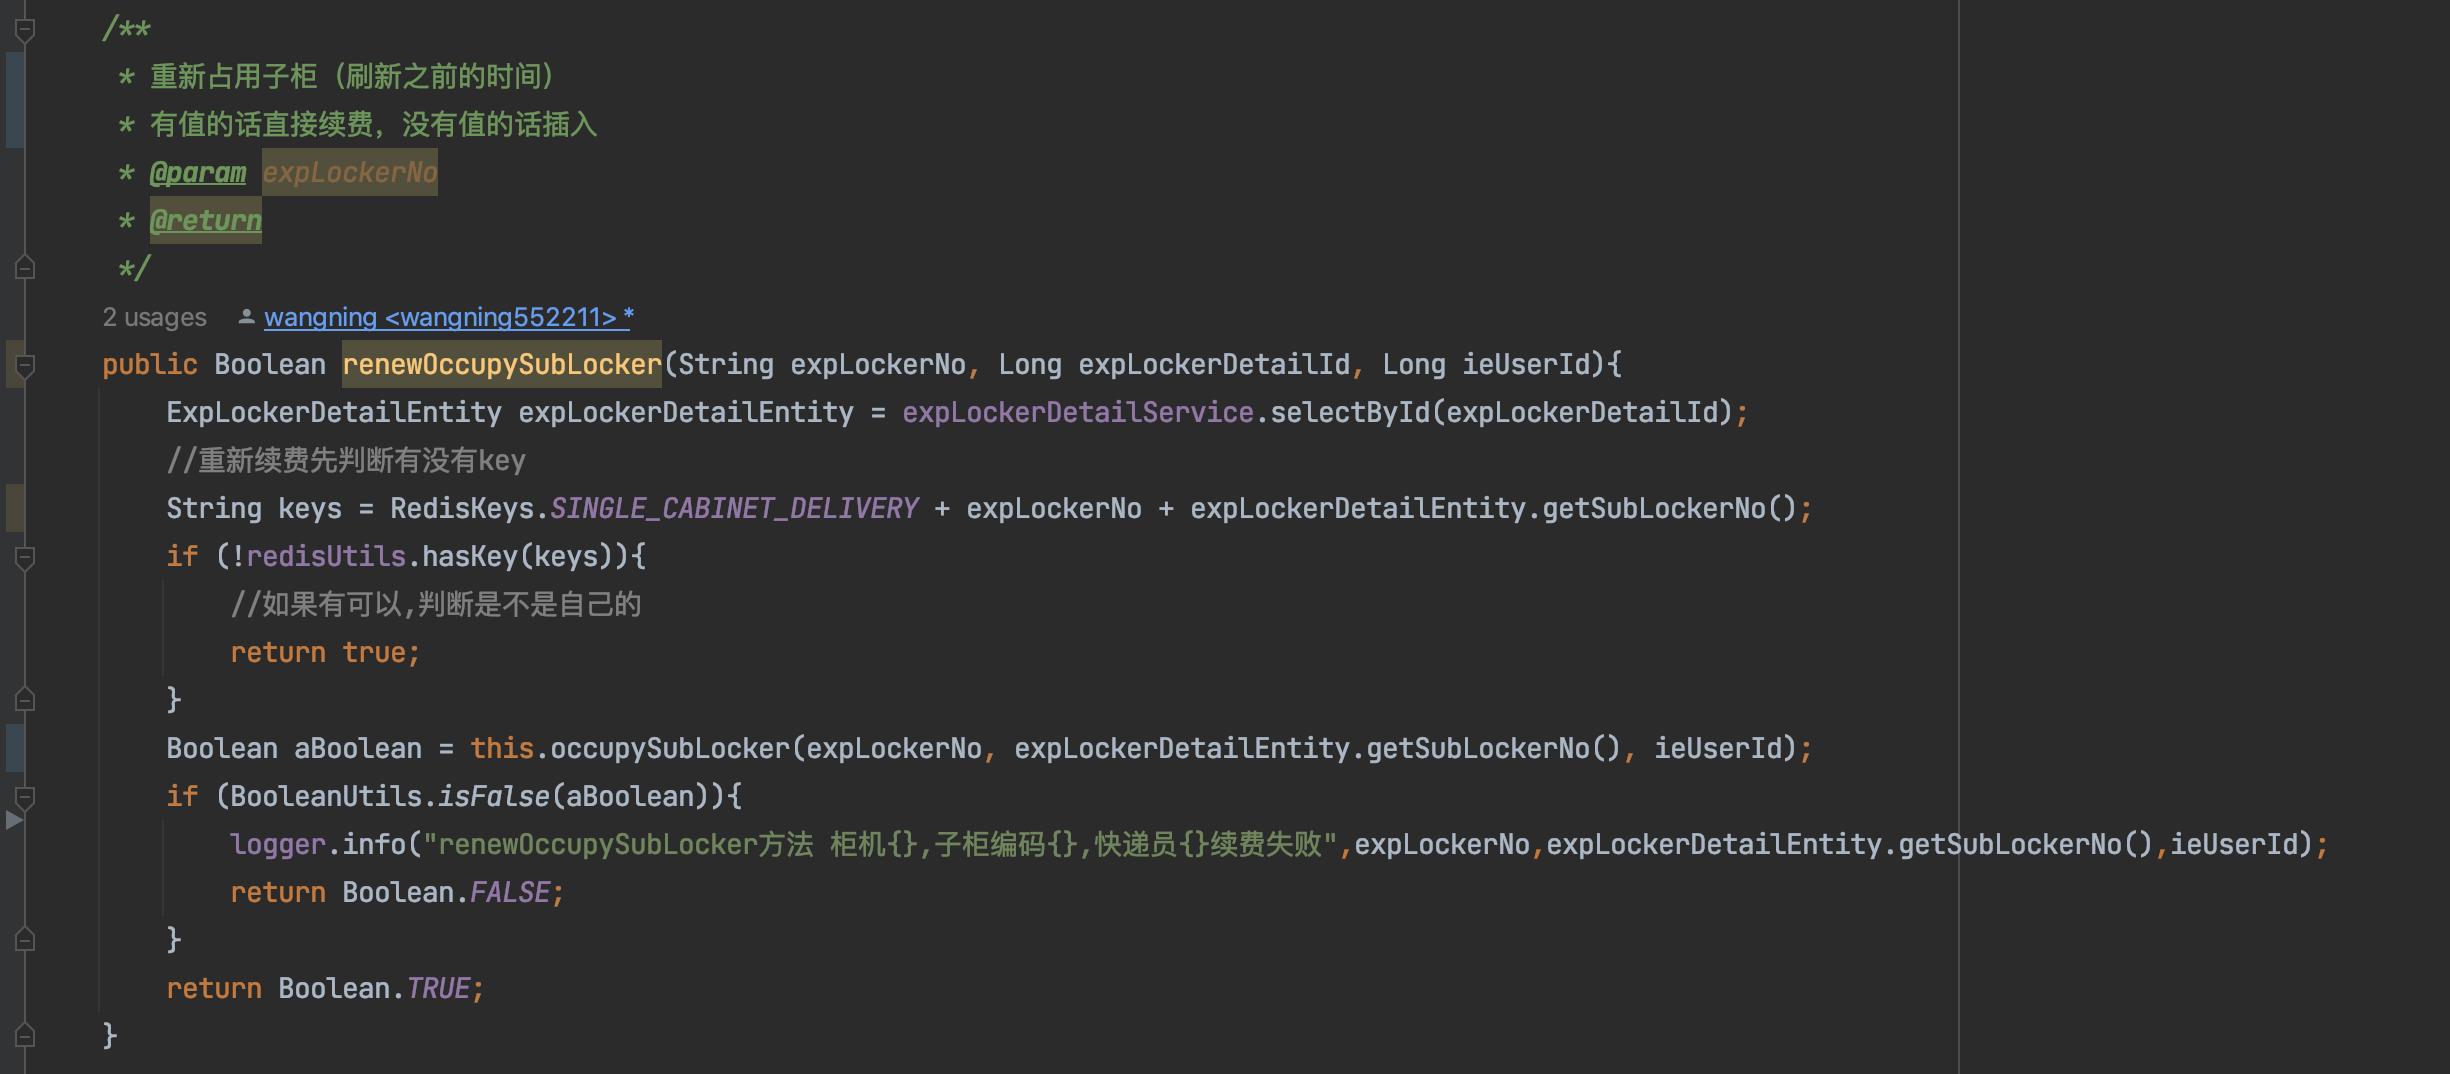 /**
* 重新占用子柜（刷新之前的时间）
* 有值的话直接续费，没有值的话插入
* @param expLockerNo
* @return
*/
2 usages wangning <wangning552211> *
public Boolean renewOccupySubLocker(String expLockerNo, Long expLockerDetailId, Long ieUserId){
ExpLockerDetailEntity expLockerDetailEntity = expLockerDetailService.selectById(expLockerDetailId);
//重新续费先判断有没有key
String keys = RedisKeys.SINGLE_CABINET_DELIVERY + expLockerNo + expLockerDetailEntity.getSubLockerNo();
if (!redisUtils.hasKey(keys)){
//如果有可以,判断是不是自己的
return true;
}
Boolean aBoolean = this.occupySubLocker(expLockerNo, expLockerDetailEntity.getSubLockerNo(), ieUserId);
if (BooleanUtils.isFalse(aBoolean)){
logger.info("renewOccupySubLocker方法 柜机{},子柜编码{},快递员{}续费失败",expLockerNo,expLockerDetailEntity.getSubLockerNo(),ieUserId);
return Boolean.FALSE;
}
return Boolean.TRUE;
}